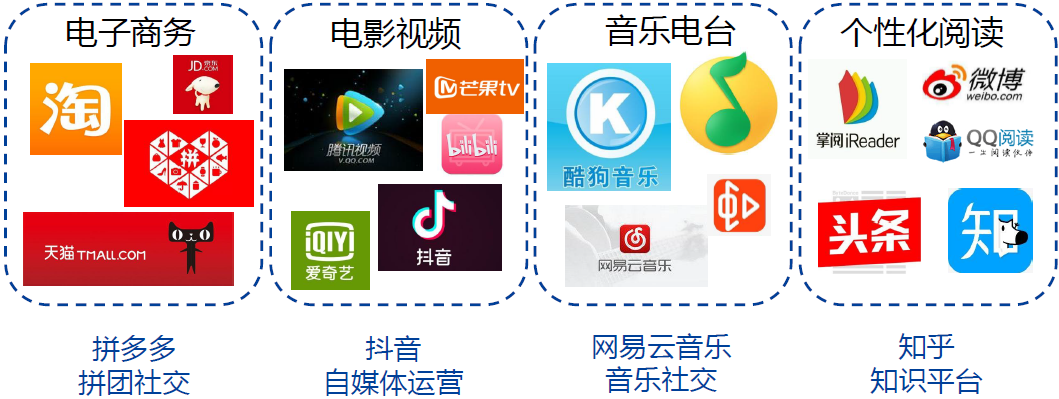 电子商务
电影视频
音乐电台
个性化阅读
淘
JD.京东
COM
拼
天猫 TMALL.COM
腾讯视频
V.QQ.COM
芒果tv
bilibili
iQIYI
爱奇艺
抖音
K
酷狗音乐
网易云音乐
掌阅iReader
微博
weibo.com
QQ阅读
一生阅读伙伴
头条
知
拼多多
拼团社交
抖音
自媒体运营
网易云音乐
音乐社交
知乎
知识平台